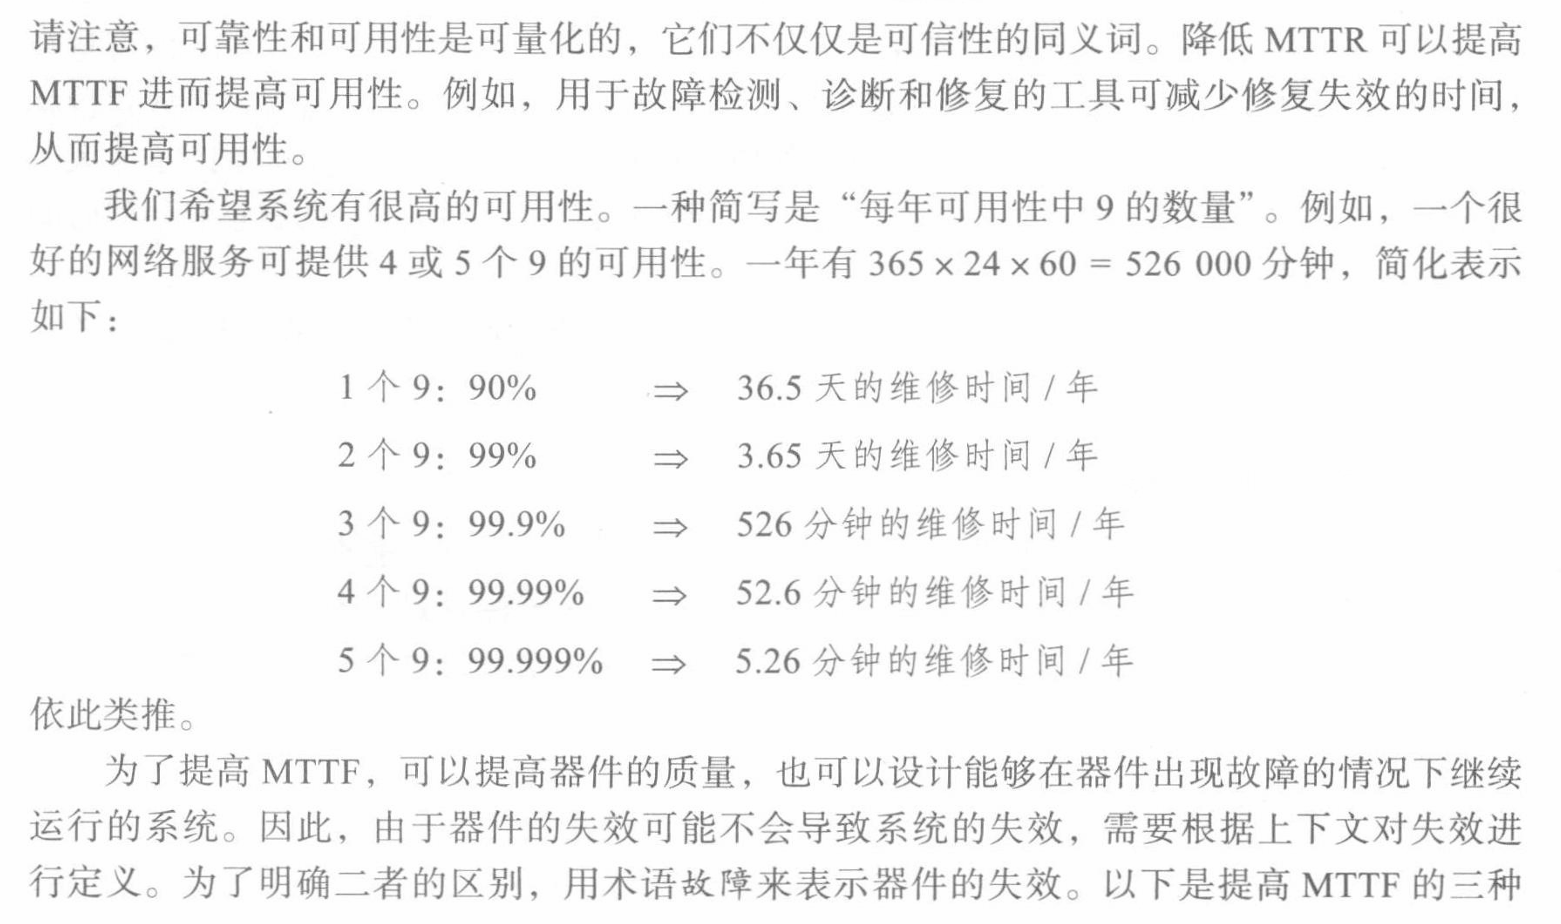 请注意，可靠性和可用性是可量化的，它们不仅仅是可信性的同义词。降低 MTTR 可以提高
MTTF 进而提高可用性。例如，用于故障检测、诊断和修复的工具可减少修复失效的时间，
从而提高可用性。
我们希望系统有很高的可用性。一种简写是“每年可用性中 9 的数量”。例如，一个很
好的网络服务可提供 4 或 5 个 9 的可用性。一年有 365 × 24 × 60 = 526 000 分钟，简化表示
如下：
1 个 9：90% ⇒ 36.5 天的维修时间 / 年
2 个 9：99% ⇒ 3.65 天的维修时间 / 年
3 个 9：99.9% ⇒ 526 分钟的维修时间 / 年
4 个 9：99.99% ⇒ 52.6 分钟的维修时间 / 年
5 个 9：99.999% ⇒ 5.26 分钟的维修时间 / 年
依此类推。
为了提高 MTTF，可以提高器件的质量，也可以设计能够在器件出现故障的情况下继续
运行的系统。因此，由于器件的失效可能不会导致系统的失效，需要根据上下文对失效进
行定义。为了明确二者的区别，用术语故障来表示器件的失效。以下是提高 MTTF 的三种